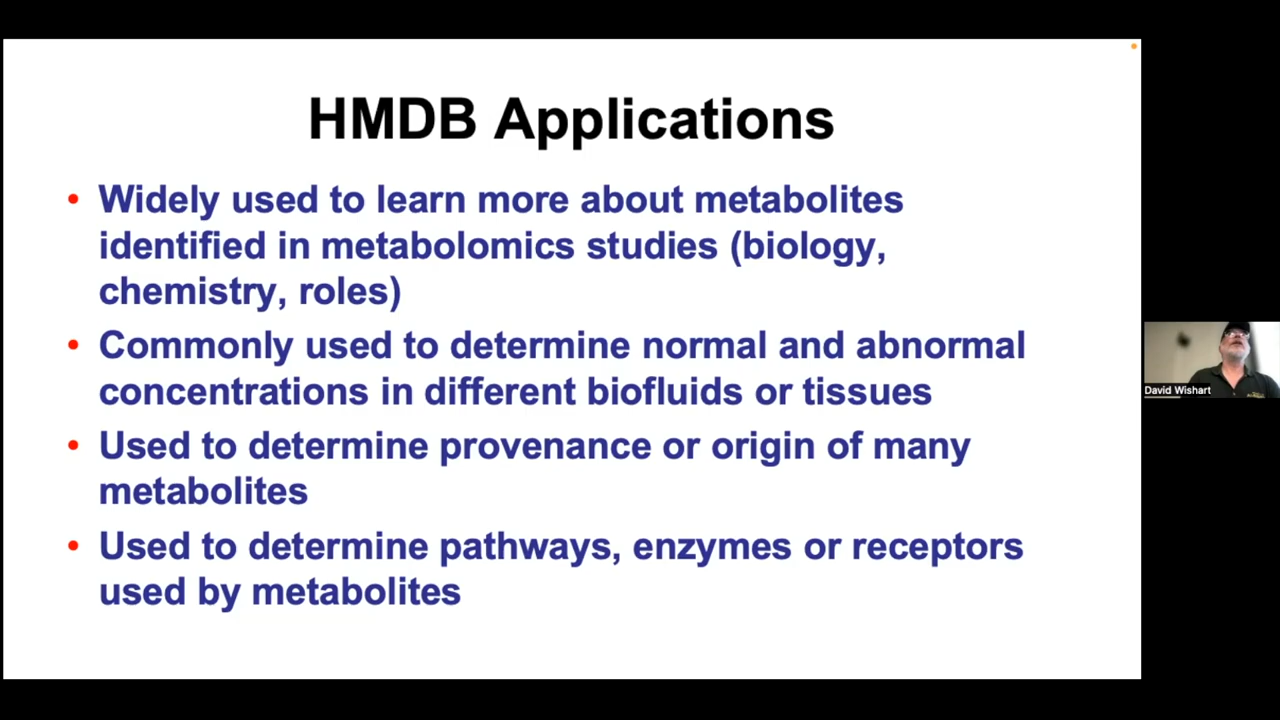 HMDB Applications
• Widely used to learn more about metabolites
identified in metabolomics studies (biology,
chemistry, roles)
• Commonly used to determine normal and abnormal
concentrations in different biofluids or tissues
• Used to determine provenance or origin of many
metabolites
• Used to determine pathways, enzymes or receptors
used by metabolites
David Wishart